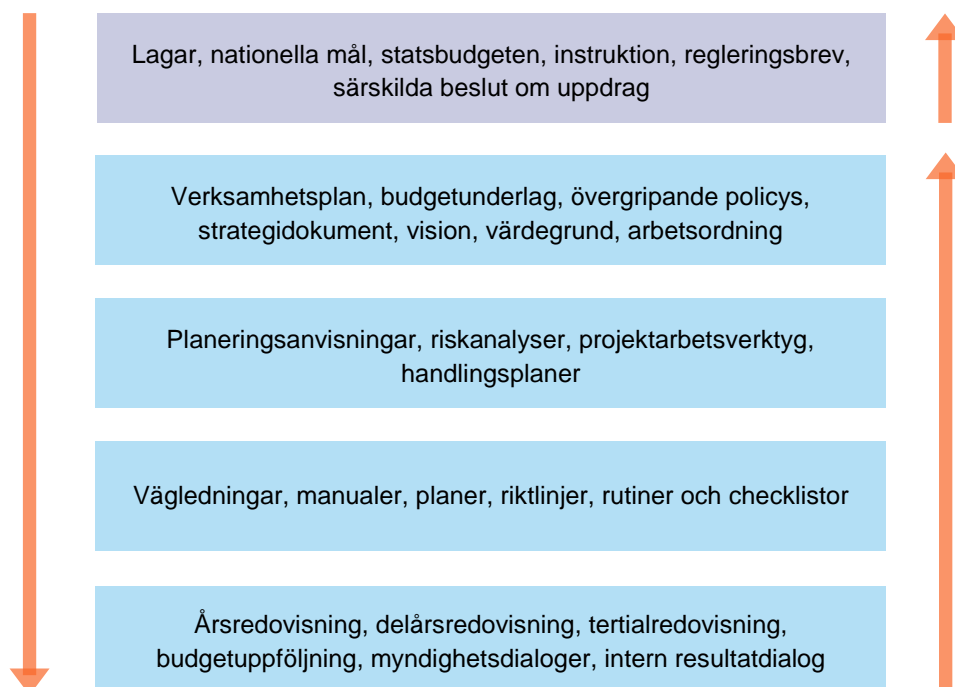 Lagar, nationella mål, statsbudgeten, instruktion, regleringsbrev,
särskilda beslut om uppdrag
Verksamhetsplan, budgetunderlag, övergripande policys,
strategidokument, vision, värdegrund, arbetsordning
Planeringsanvisningar, riskanalyser, projektarbetsverktyg,
handlingsplaner
Vägledningar, manualer, planer, riktlinjer, rutiner och checklistor
Årsredovisning, delårsredovisning, tertialredovisning,
budgetuppföljning, myndighetsdialoger, intern resultatdialog